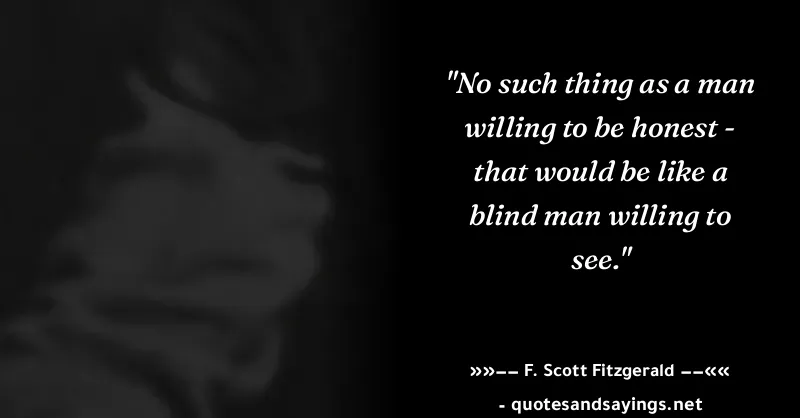 "No such thing as a man
willing to be honest -
that would be like a
blind man willing to
see."
»»−− F. Scott Fitzgerald −−««
- quotesandsayings.net